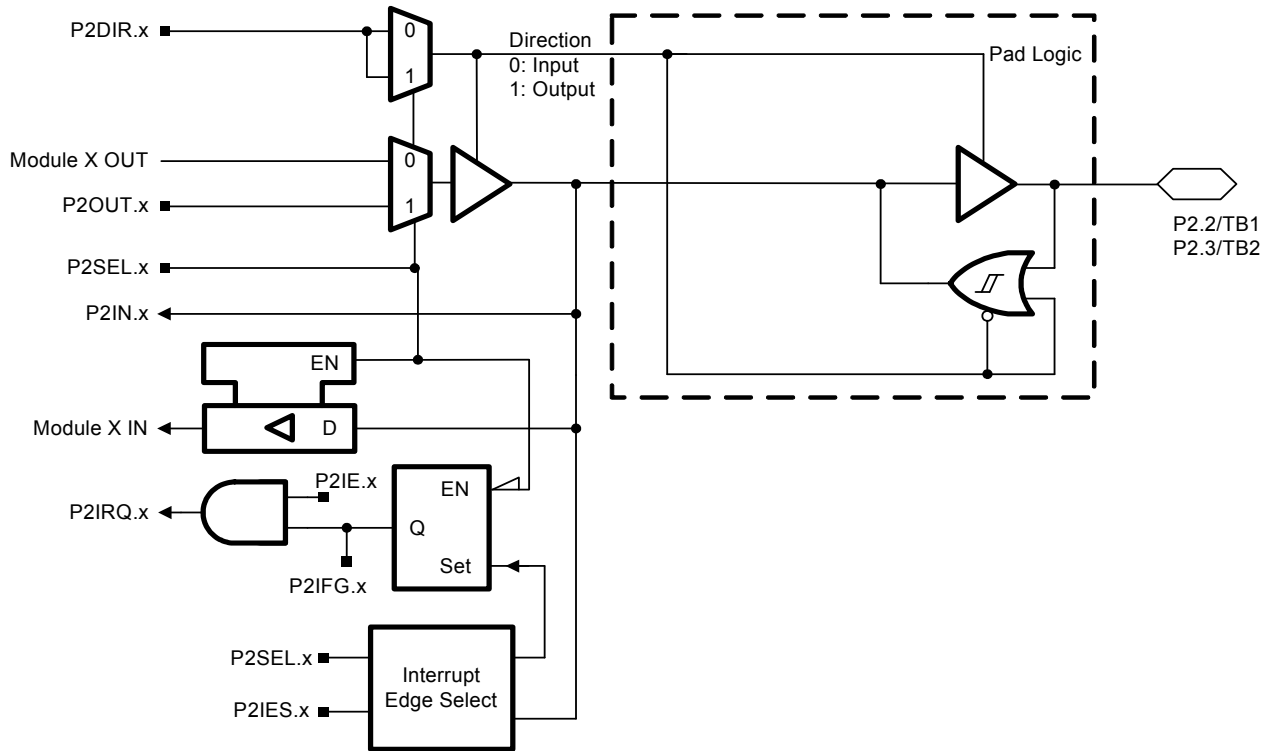 P2DIR.x
0
1
Direction
0: Input
1: Output
Pad Logic
Module X OUT
0
P2OUT.x
1
P2SEL.x
P2IN.x
P2.2/TB1
P2.3/TB2
EN
Module X IN
D
P2IE.x
EN
P2IRQ.x
Q
Set
P2IFG.x
P2SEL.x
Interrupt
Edge Select
P2IES.x